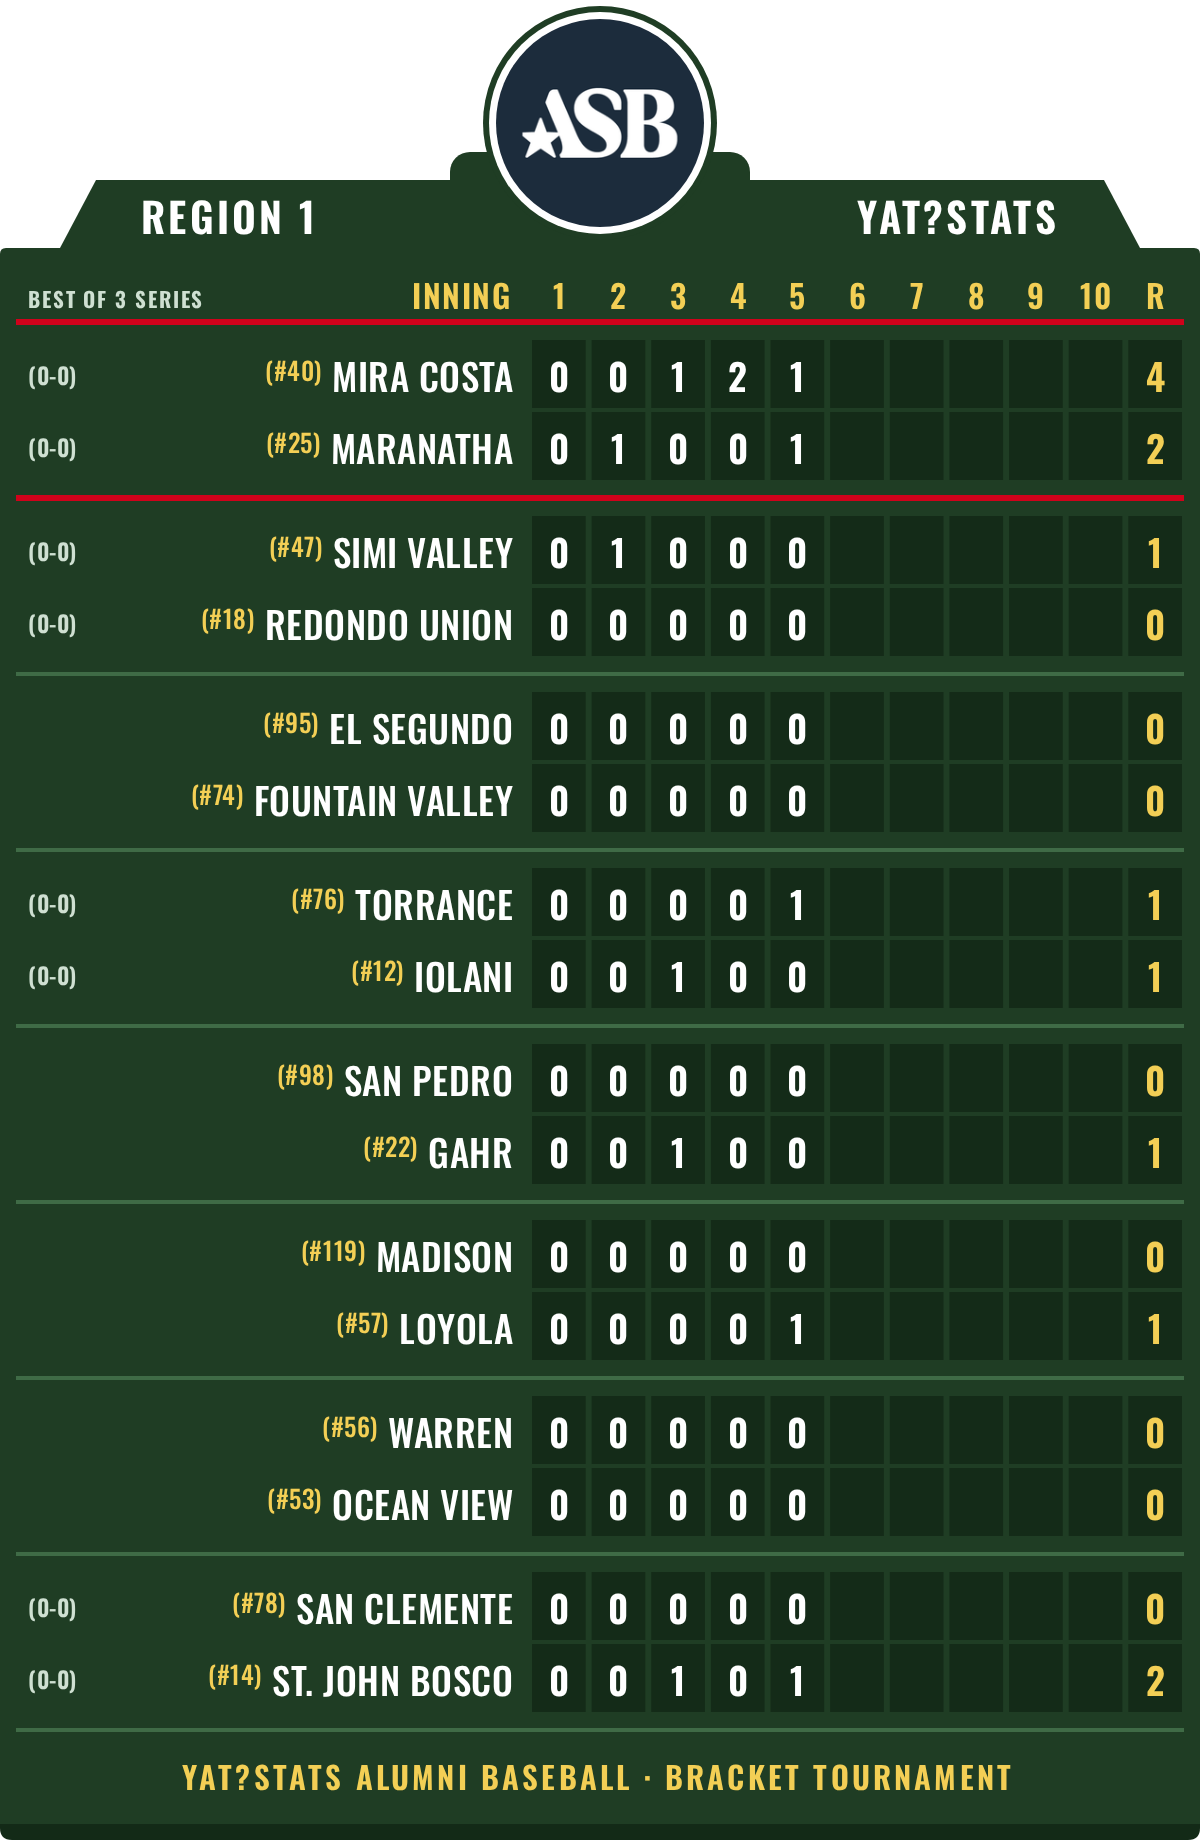 ASB
REGION 1 YAT?STATS
BEST OF 3 SERIES INNING 1 2 3 4 5 6 7 8 9 10 R
(0-0) (#40) MIRA COSTA 0 0 1 2 1 4
(0-0) (#25) MARANATHA 0 1 0 0 1 2
(0-0) (#47) SIMI VALLEY 0 1 0 0 0 1
(0-0) (#18) REDONDO UNION 0 0 0 0 0 0
(#95) EL SEGUNDO 0 0 0 0 0 0
(#74) FOUNTAIN VALLEY 0 0 0 0 0 0
(0-0) (#76) TORRANCE 0 0 0 0 1 1
(0-0) (#12) IOLANI 0 0 1 0 0 1
(#98) SAN PEDRO 0 0 0 0 0 0
(#22) GAHR 0 0 1 0 0 1
(#119) MADISON 0 0 0 0 0 0
(#57) LOYOLA 0 0 0 0 1 1
(#56) WARREN 0 0 0 0 0 0
(#53) OCEAN VIEW 0 0 0 0 0 0
(0-0) (#78) SAN CLEMENTE 0 0 0 0 0 0
(0-0) (#14) ST. JOHN BOSCO 0 0 1 0 1 2
YAT?STATS ALUMNI BASEBALL · BRACKET TOURNAMENT